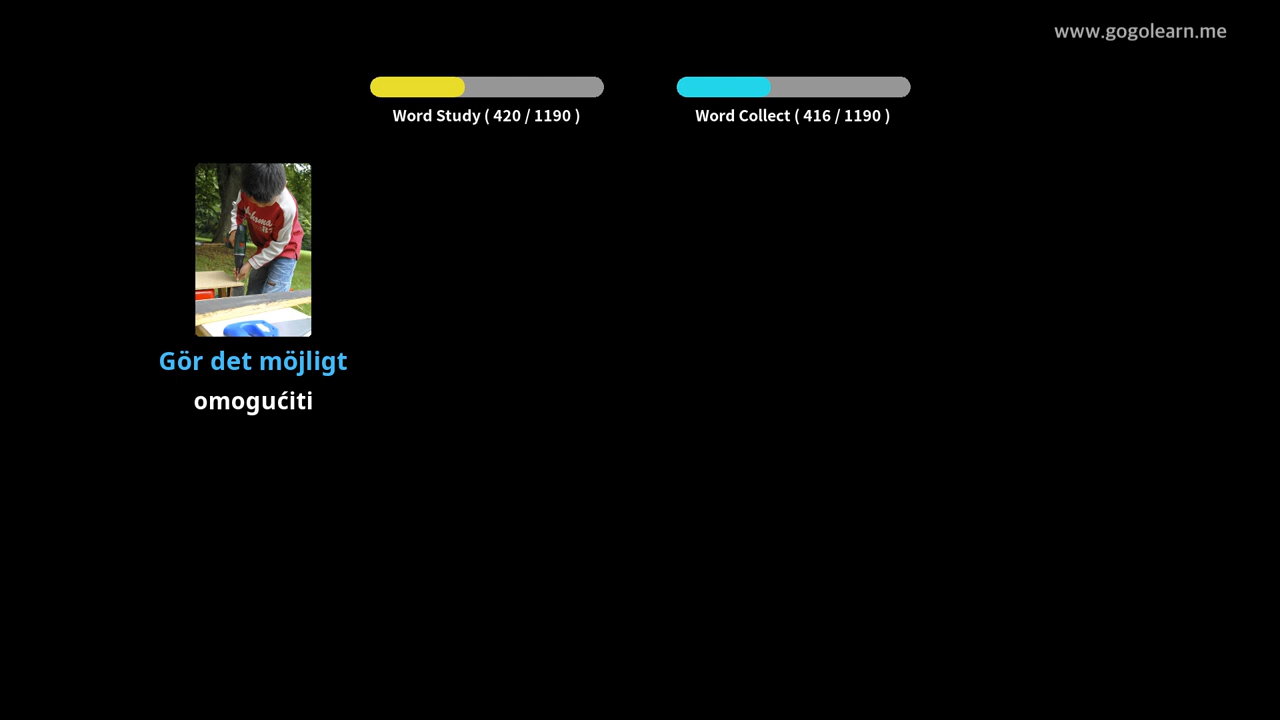 www.gogolearn.me
Word Study ( 420 / 1190 )
Word Collect ( 416 / 1190 )
Gör det möjligt
omogućiti